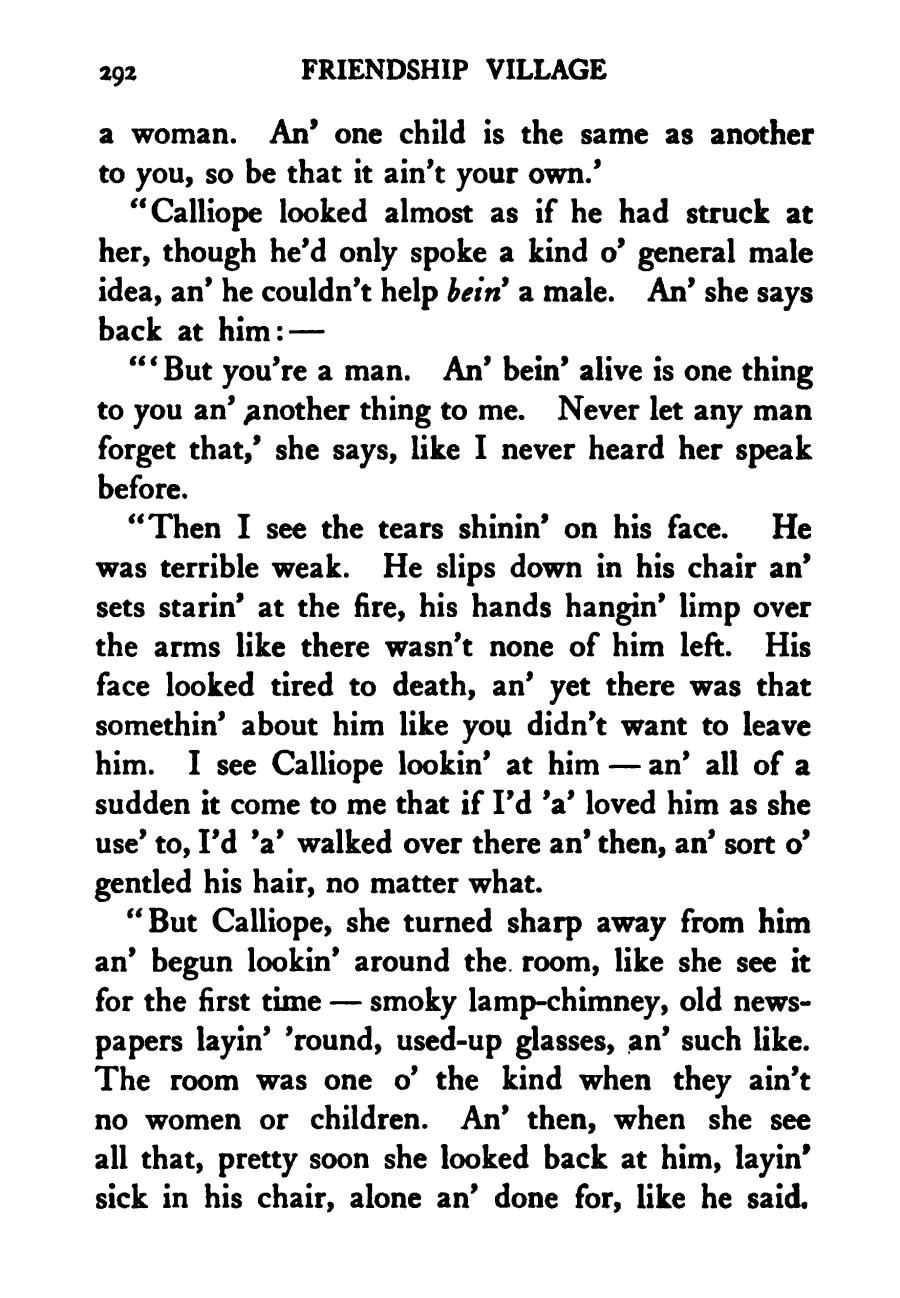 292 FRIENDSHIP VILLAGE
a woman. An' one child is the same as another
to you, so be that it ain't your own.'
"Calliope looked almost as if he had struck at
her, though he'd only spoke a kind o' general male
idea, an' he couldn't help bein' a male. An' she says
back at him: —
"'But you're a man. An' bein' alive is one thing
to you an' another thing to me. Never let any man
forget that,' she says, like I never heard her speak
before.
"Then I see the tears shinin' on his face. He
was terrible weak. He slips down in his chair an'
sets starin' at the fire, his hands hangin' limp over
the arms like there wasn't none of him left. His
face looked tired to death, an' yet there was that
somethin' about him like you didn't want to leave
him. I see Calliope lookin' at him — an' all of a
sudden it come to me that if I'd 'a' loved him as she
use' to, I'd 'a' walked over there an' then, an' sort o'
gentled his hair, no matter what.
"But Calliope, she turned sharp away from him
an' begun lookin' around the room, like she see it
for the first time — smoky lamp-chimney, old news-
papers layin' 'round, used-up glasses, an' such like.
The room was one o' the kind when they ain't
no women or children. An' then, when she see
all that, pretty soon she looked back at him, layin'
sick in his chair, alone an' done for, like he said.